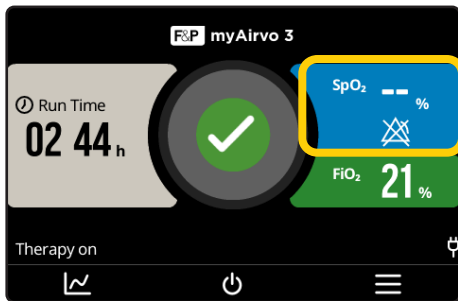 F&P myAirvo 3
Run Time
02 44 h
SpO₂ -- %
FiO₂ 21 %
Therapy on